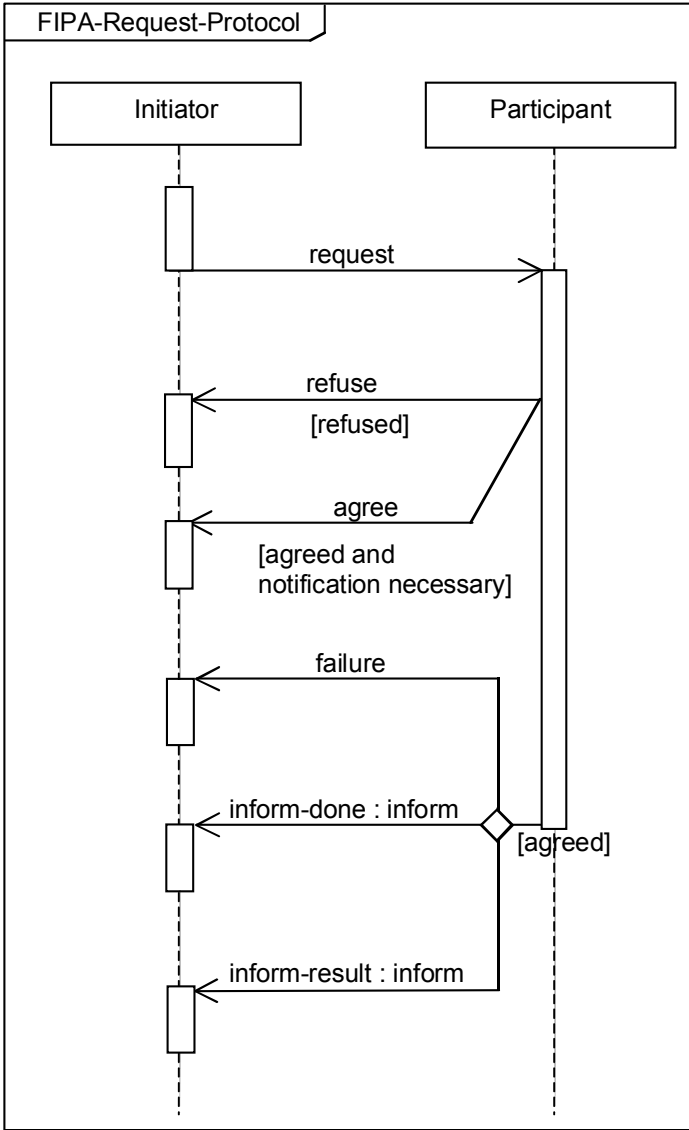 FIPA-Request-Protocol
Initiator
Participant
request
refuse
[refused]
agree
[agreed and
notification necessary]
failure
inform-done : inform
[agreed]
inform-result : inform